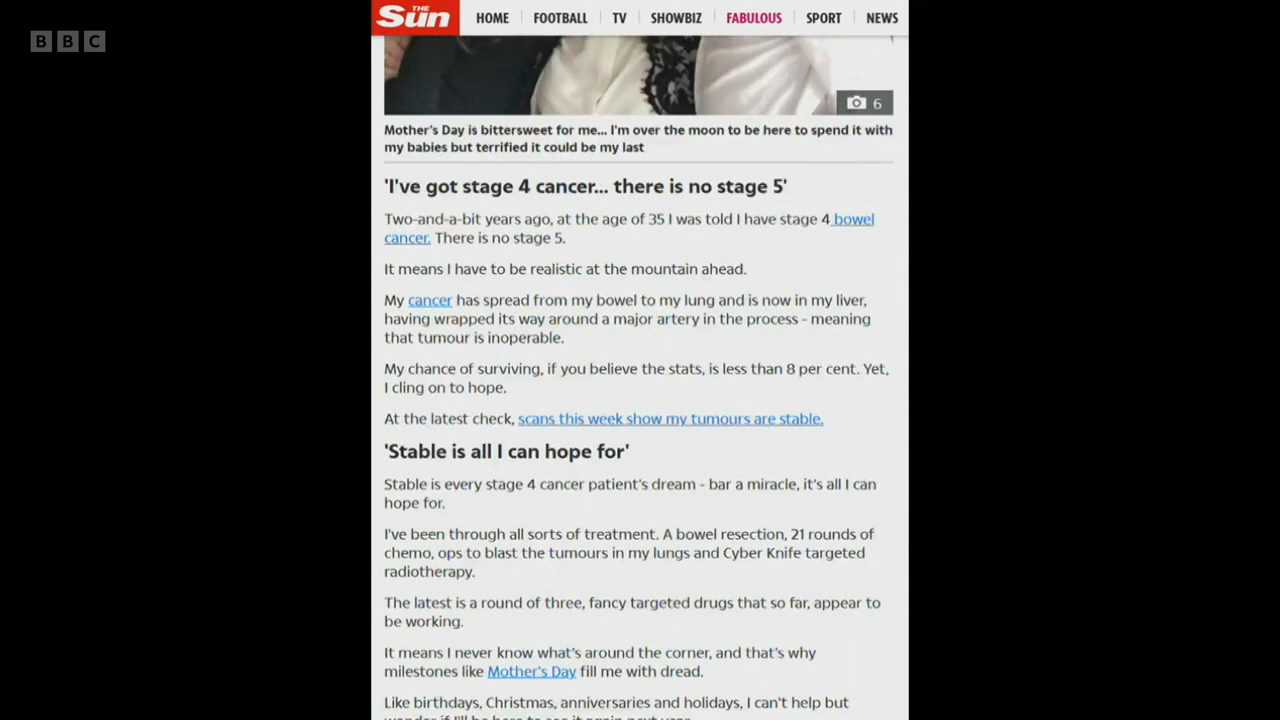 BBC
THE Sun
HOME FOOTBALL TV SHOWBIZ FABULOUS SPORT NEWS
6
Mother's Day is bittersweet for me... I'm over the moon to be here to spend it with
my babies but terrified it could be my last
'I've got stage 4 cancer... there is no stage 5'
Two-and-a-bit years ago, at the age of 35 I was told I have stage 4 bowel
cancer. There is no stage 5.
It means I have to be realistic at the mountain ahead.
My cancer has spread from my bowel to my lung and is now in my liver,
having wrapped its way around a major artery in the process - meaning
that tumour is inoperable.
My chance of surviving, if you believe the stats, is less than 8 per cent. Yet,
I cling on to hope.
At the latest check, scans this week show my tumours are stable.
'Stable is all I can hope for'
Stable is every stage 4 cancer patient's dream - bar a miracle, it's all I can
hope for.
I've been through all sorts of treatment. A bowel resection, 21 rounds of
chemo, ops to blast the tumours in my lungs and Cyber Knife targeted
radiotherapy.
The latest is a round of three, fancy targeted drugs that so far, appear to
be working.
It means I never know what's around the corner, and that's why
milestones like Mother's Day fill me with dread.
Like birthdays, Christmas, anniversaries and holidays, I can't help but
wonder if I'll be here to see it again next year